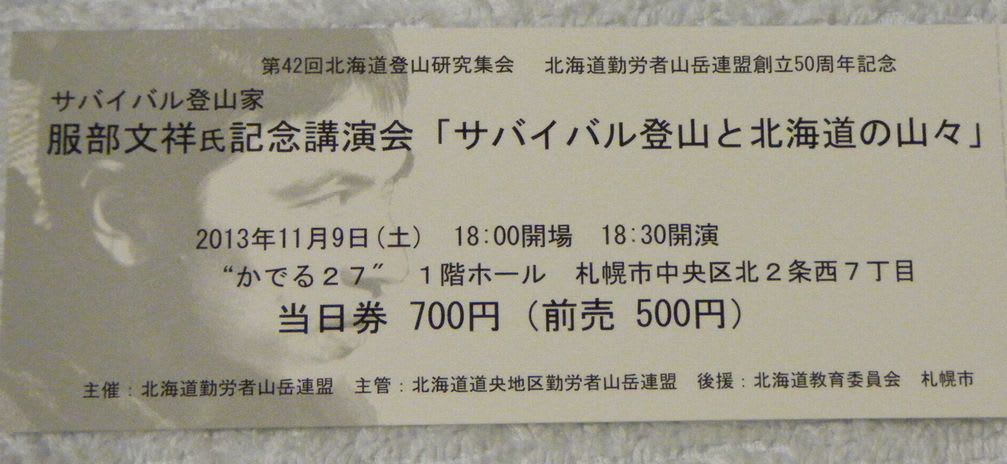 第42回北海道登山研究集会　北海道勤労者山岳連盟創立50周年記念
サバイバル登山家
服部文祥氏記念講演会「サバイバル登山と北海道の山々」
2013年11月9日(土)　18:00開場　18:30開演
“かでる２７″　１階ホール　札幌市中央区北２条西７丁目
当日券 700円（前売 500円）
主催：北海道勤労者山岳連盟　主管：北海道道央地区勤労者山岳連盟　後援：北海道教育委員会　札幌市